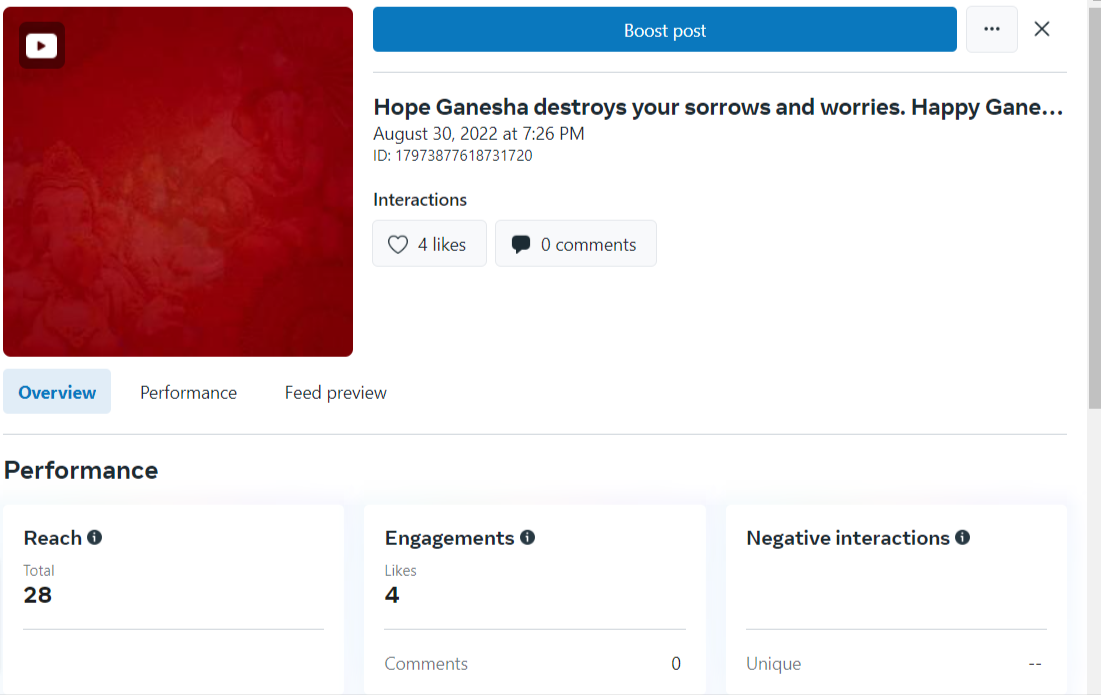 Boost post
Hope Ganesha destroys your sorrows and worries. Happy Gane...
August 30, 2022 at 7:26 PM
ID: 17973877618731720
Interactions
4 likes
0 comments
Overview
Performance
Feed preview
Performance
Reach
Total
28
Engagements
Likes
4
Comments 0
Negative interactions
Unique --